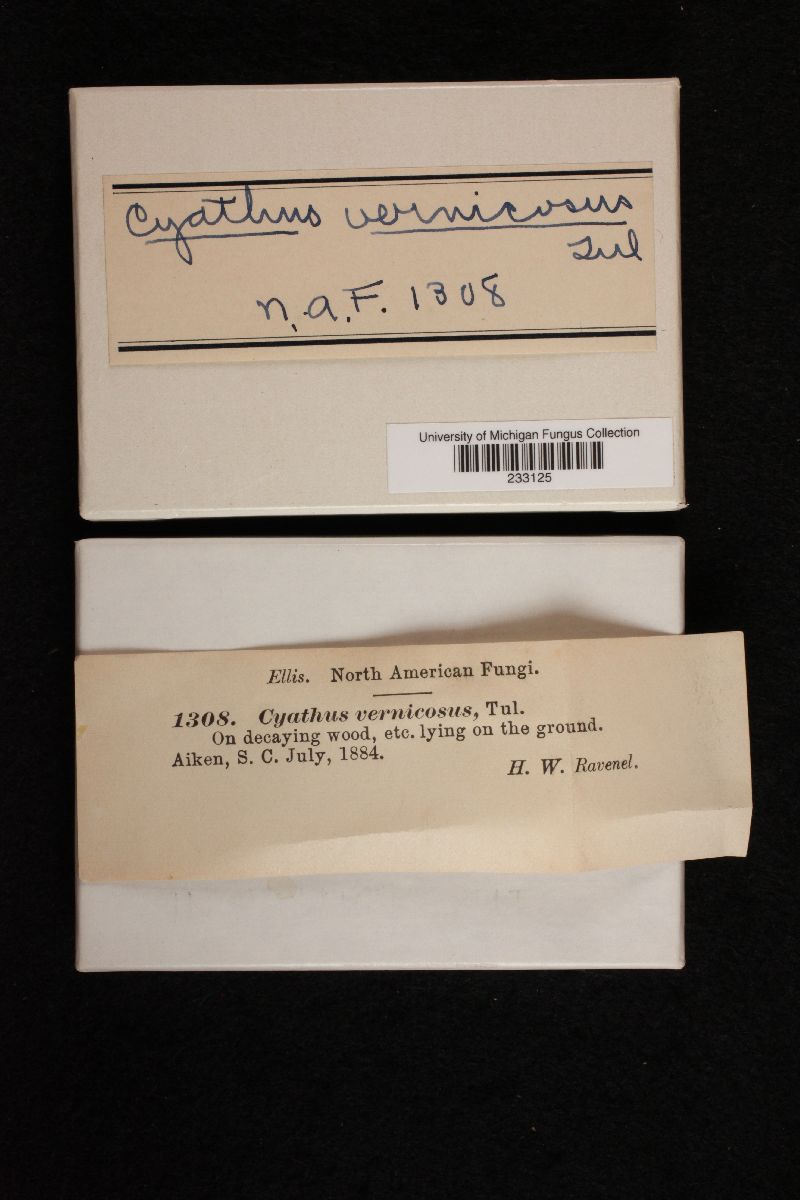 Cyathus vernicosus
Tul
N.A.F. 1308
University of Michigan Fungus Collection
233125
Ellis. North American Fungi.
1308. Cyathus vernicosus, Tul.
On decaying wood, etc. lying on the ground.
Aiken, S. C. July, 1884.
H. W. Ravenel.